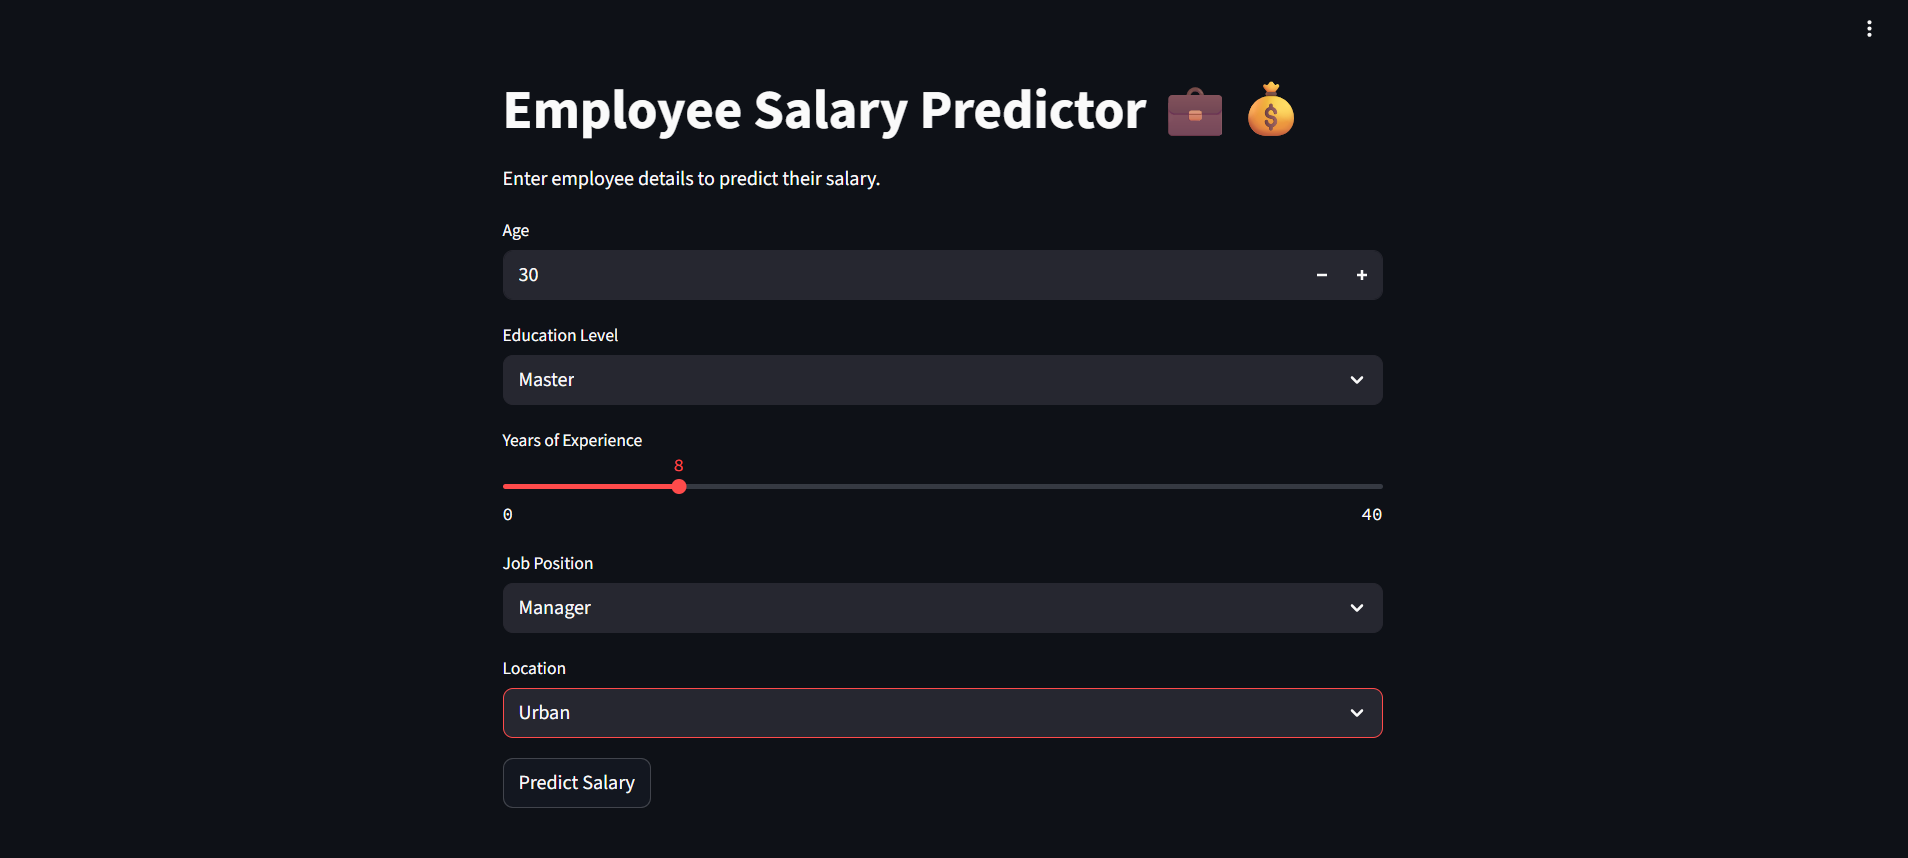 Employee Salary Predictor
Enter employee details to predict their salary.
Age
30
Education Level
Master
Years of Experience
8
0 40
Job Position
Manager
Location
Urban
Predict Salary